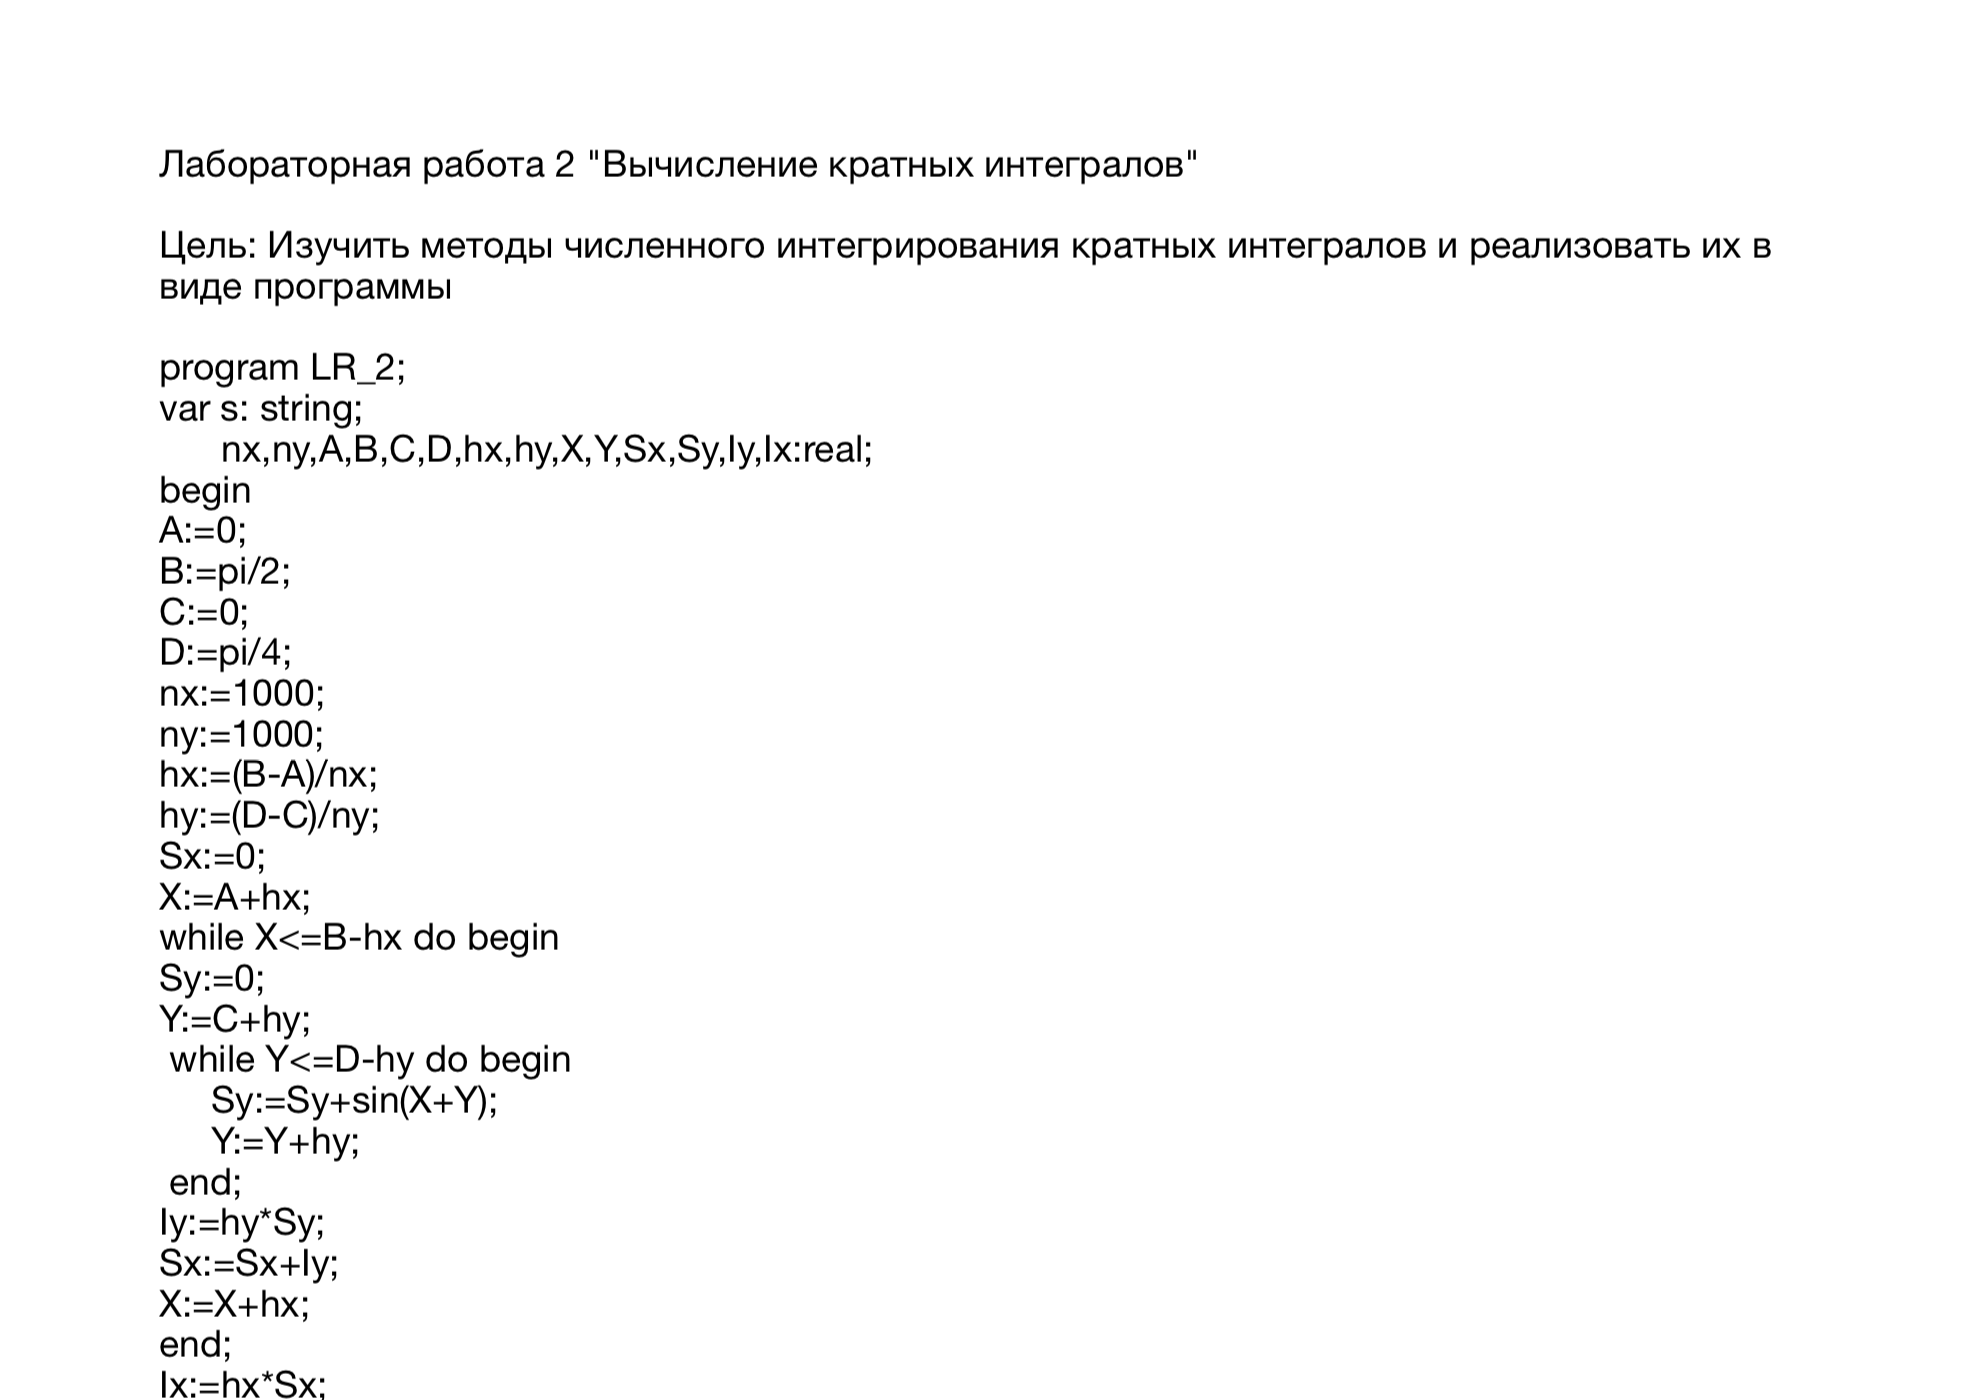 Лабораторная работа 2 "Вычисление кратных интегралов"
Цель: Изучить методы численного интегрирования кратных интегралов и реализовать их в
виде программы
program LR_2;
var s: string;
nx,ny,A,B,C,D,hx,hy,X,Y,Sx,Sy,Iy,Ix:real;
begin
A:=0;
B:=pi/2;
C:=0;
D:=pi/4;
nx:=1000;
ny:=1000;
hx:=(B-A)/nx;
hy:=(D-C)/ny;
Sx:=0;
X:=A+hx;
while X<=B-hx do begin
Sy:=0;
Y:=C+hy;
while Y<=D-hy do begin
Sy:=Sy+sin(X+Y);
Y:=Y+hy;
end;
Iy:=hy*Sy;
Sx:=Sx+Iy;
X:=X+hx;
end;
Ix:=hx*Sx;